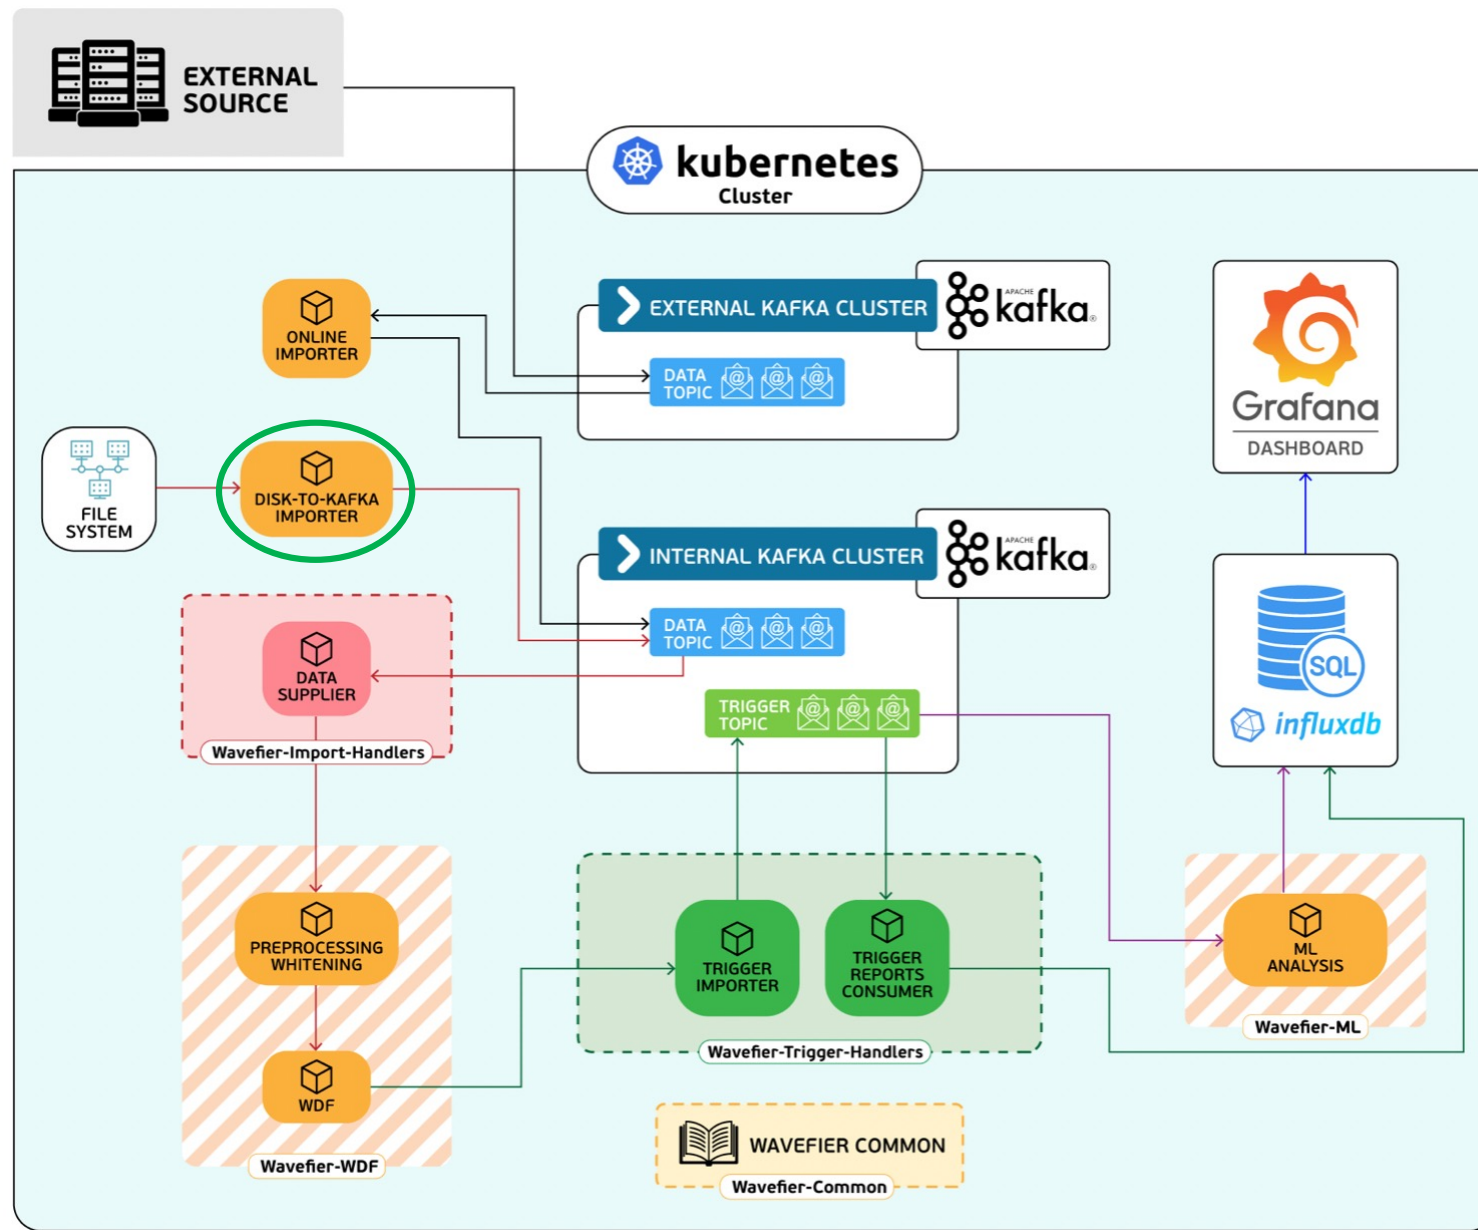 EXTERNAL
SOURCE
kubernetes
Cluster
ONLINE
IMPORTER
EXTERNAL KAFKA CLUSTER
APACHE
kafka®
DATA
TOPIC
Grafana
DASHBOARD
FILE
SYSTEM
DISK-TO-KAFKA
IMPORTER
INTERNAL KAFKA CLUSTER
APACHE
kafka®
DATA
TOPIC
TRIGGER
TOPIC
SQL
influxdb
DATA
SUPPLIER
Wavefier-Import-Handlers
PREPROCESSING
WHITENING
WDF
Wavefier-WDF
TRIGGER
IMPORTER
TRIGGER
REPORTS
CONSUMER
Wavefier-Trigger-Handlers
ML
ANALYSIS
Wavefier-ML
WAVEFIER COMMON
Wavefier-Common